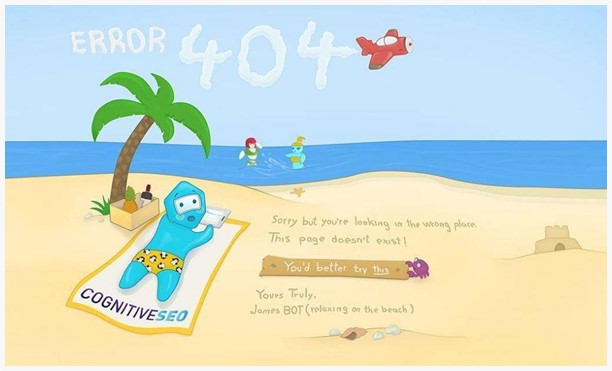 ERROR 404
Sorry but you're looking in the wrong place.
This page doesn't exist!
You'd better try this
Yours Truly,
James BOT (relaxing on the beach)
COGNITIVESEO